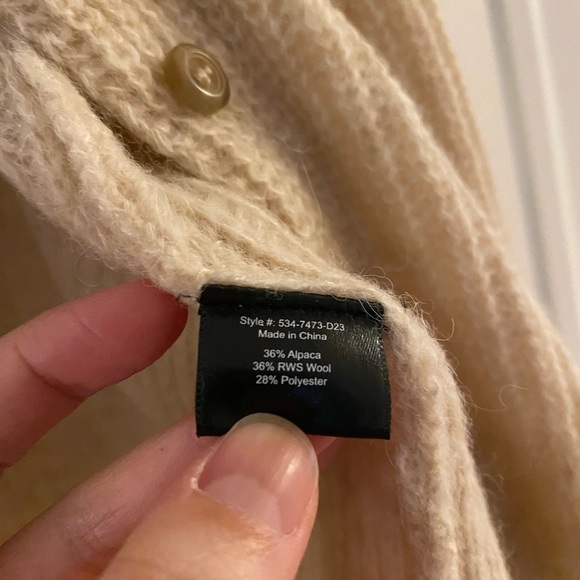 Style #: 534-7473-D23
Made in China
36% Alpaca
36% RWS Wool
28% Polyester